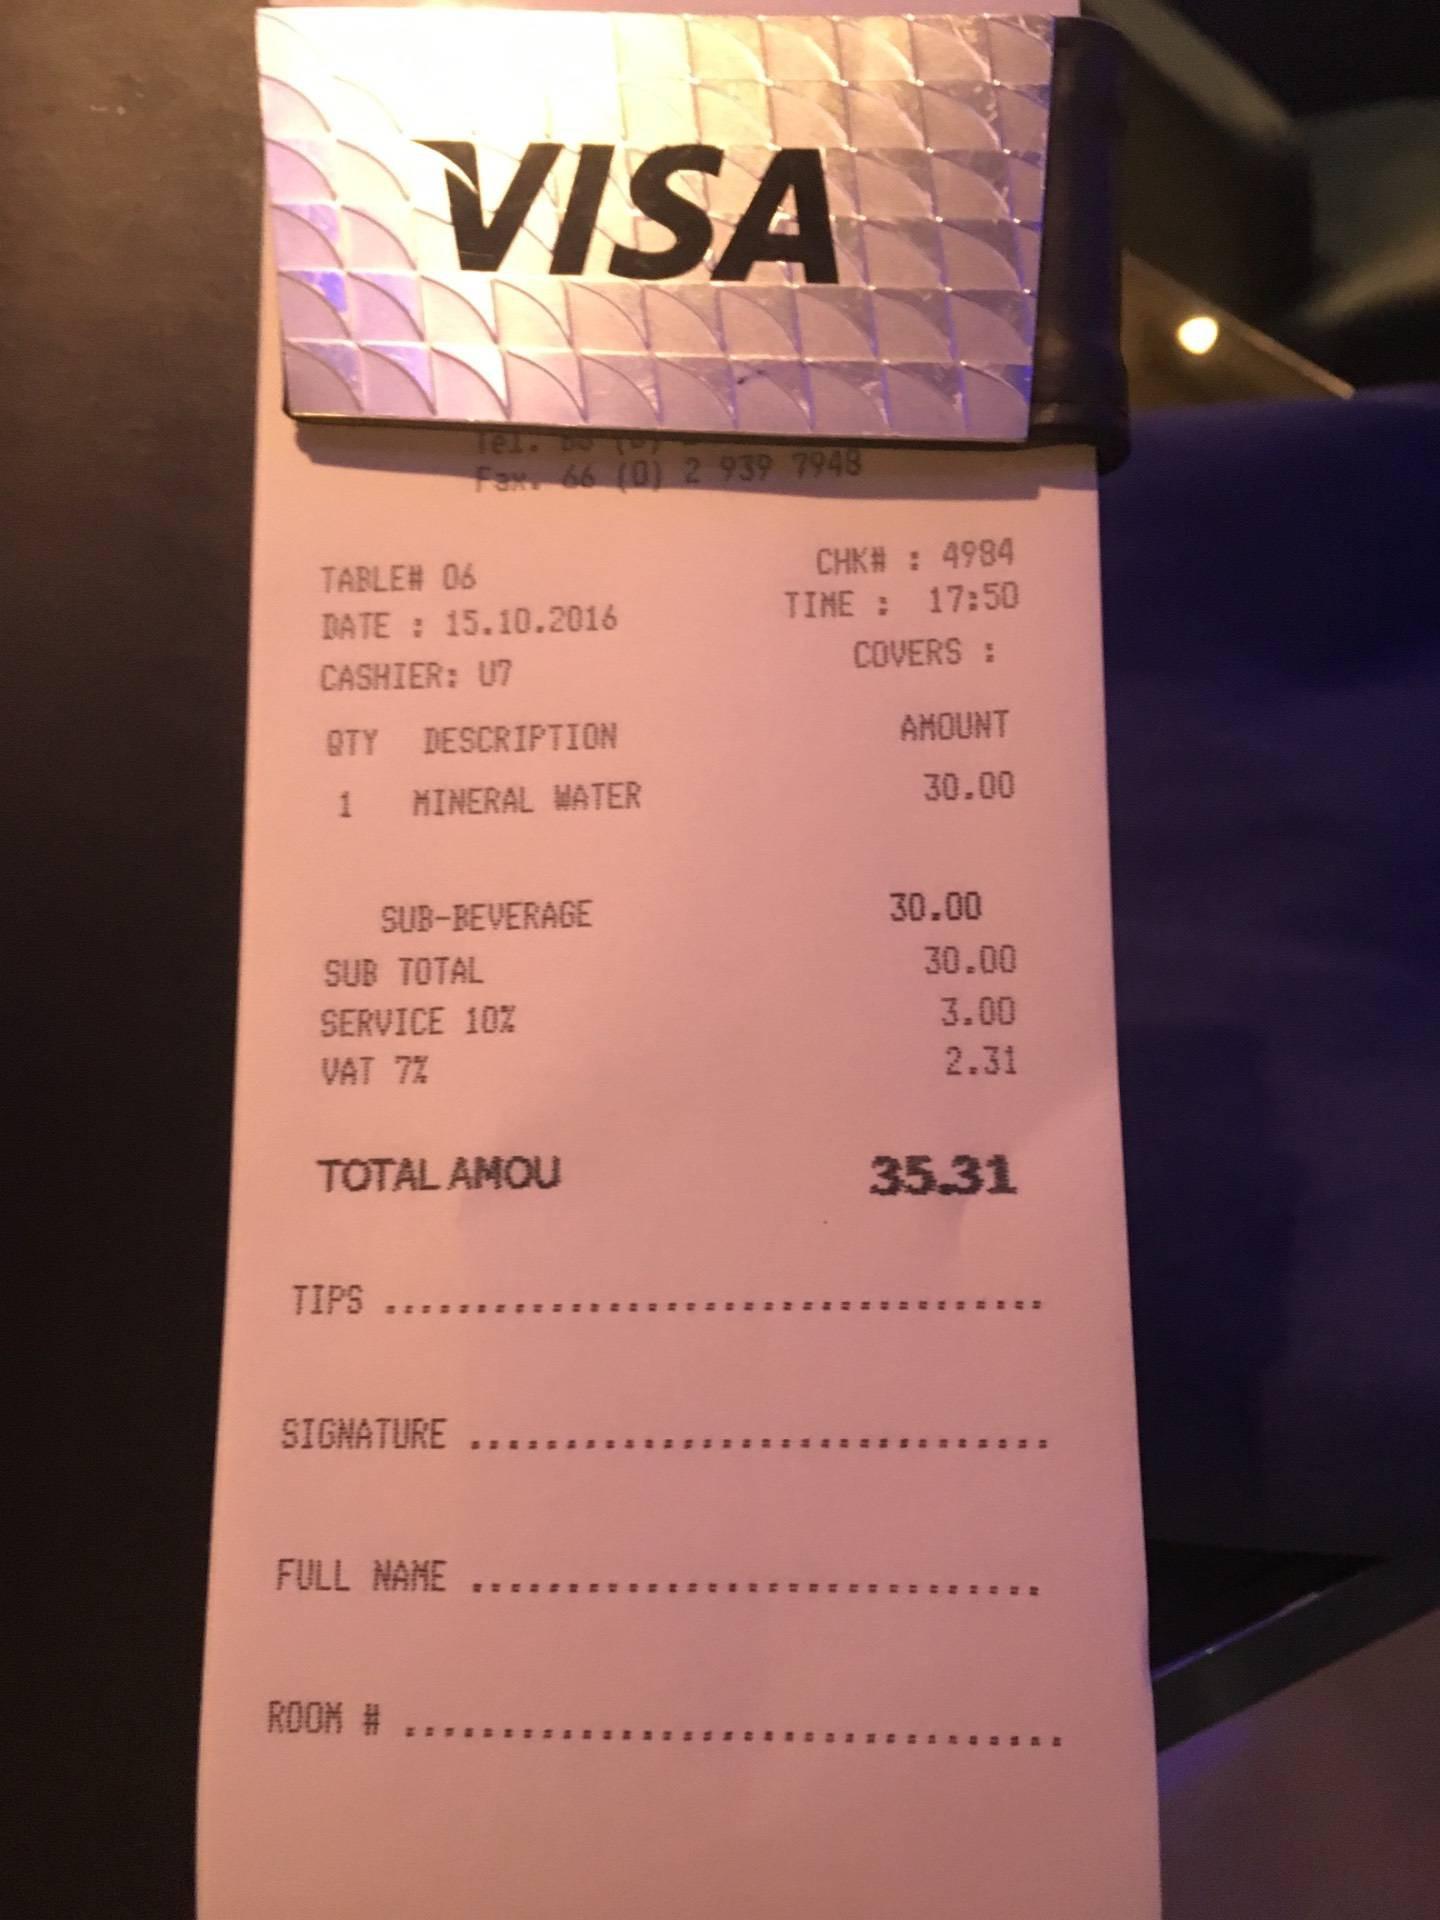 VISA
Tel. 66 (0)
Fax. 66 (0) 2 939 7948
TABLE# 06 CHK# : 4984
DATE : 15.10.2016 TIME : 17:50
CASHIER: U7 COVERS :
QTY DESCRIPTION AMOUNT
1 MINERAL WATER 30.00
SUB-BEVERAGE 30.00
SUB TOTAL 30.00
SERVICE 10% 3.00
VAT 7% 2.31
TOTAL AMOU 35.31
TIPS ..................................
SIGNATURE ..............................
FULL NAME .............................
ROOM # .................................